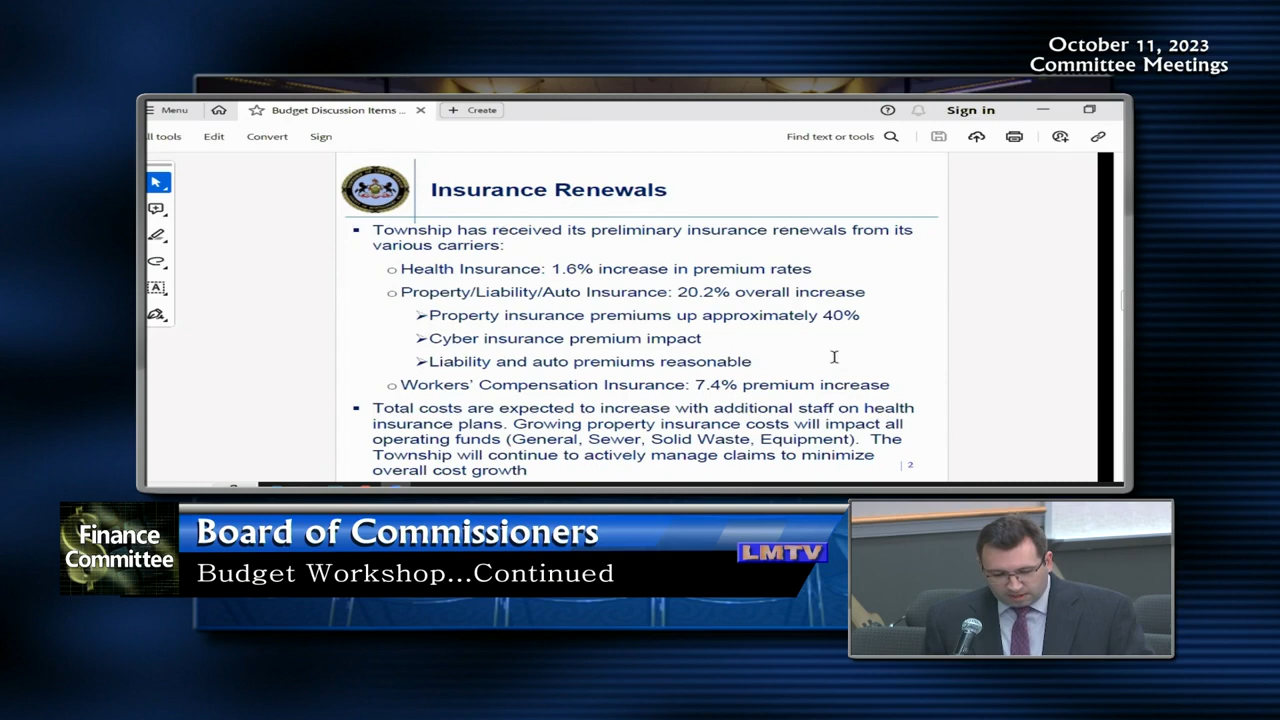 October 11, 2023
Committee Meetings
Menu
Budget Discussion Items ...
Create
Sign in
ll tools
Edit
Convert
Sign
Find text or tools
Insurance Renewals
▪ Township has received its preliminary insurance renewals from its
various carriers:
○ Health Insurance: 1.6% increase in premium rates
○ Property/Liability/Auto Insurance: 20.2% overall increase
➢Property insurance premiums up approximately 40%
➢Cyber insurance premium impact
➢Liability and auto premiums reasonable
○ Workers' Compensation Insurance: 7.4% premium increase
▪ Total costs are expected to increase with additional staff on health
insurance plans. Growing property insurance costs will impact all
operating funds (General, Sewer, Solid Waste, Equipment). The
Township will continue to actively manage claims to minimize
overall cost growth
2
Finance
Committee
Board of Commissioners
LMTV
Budget Workshop...Continued